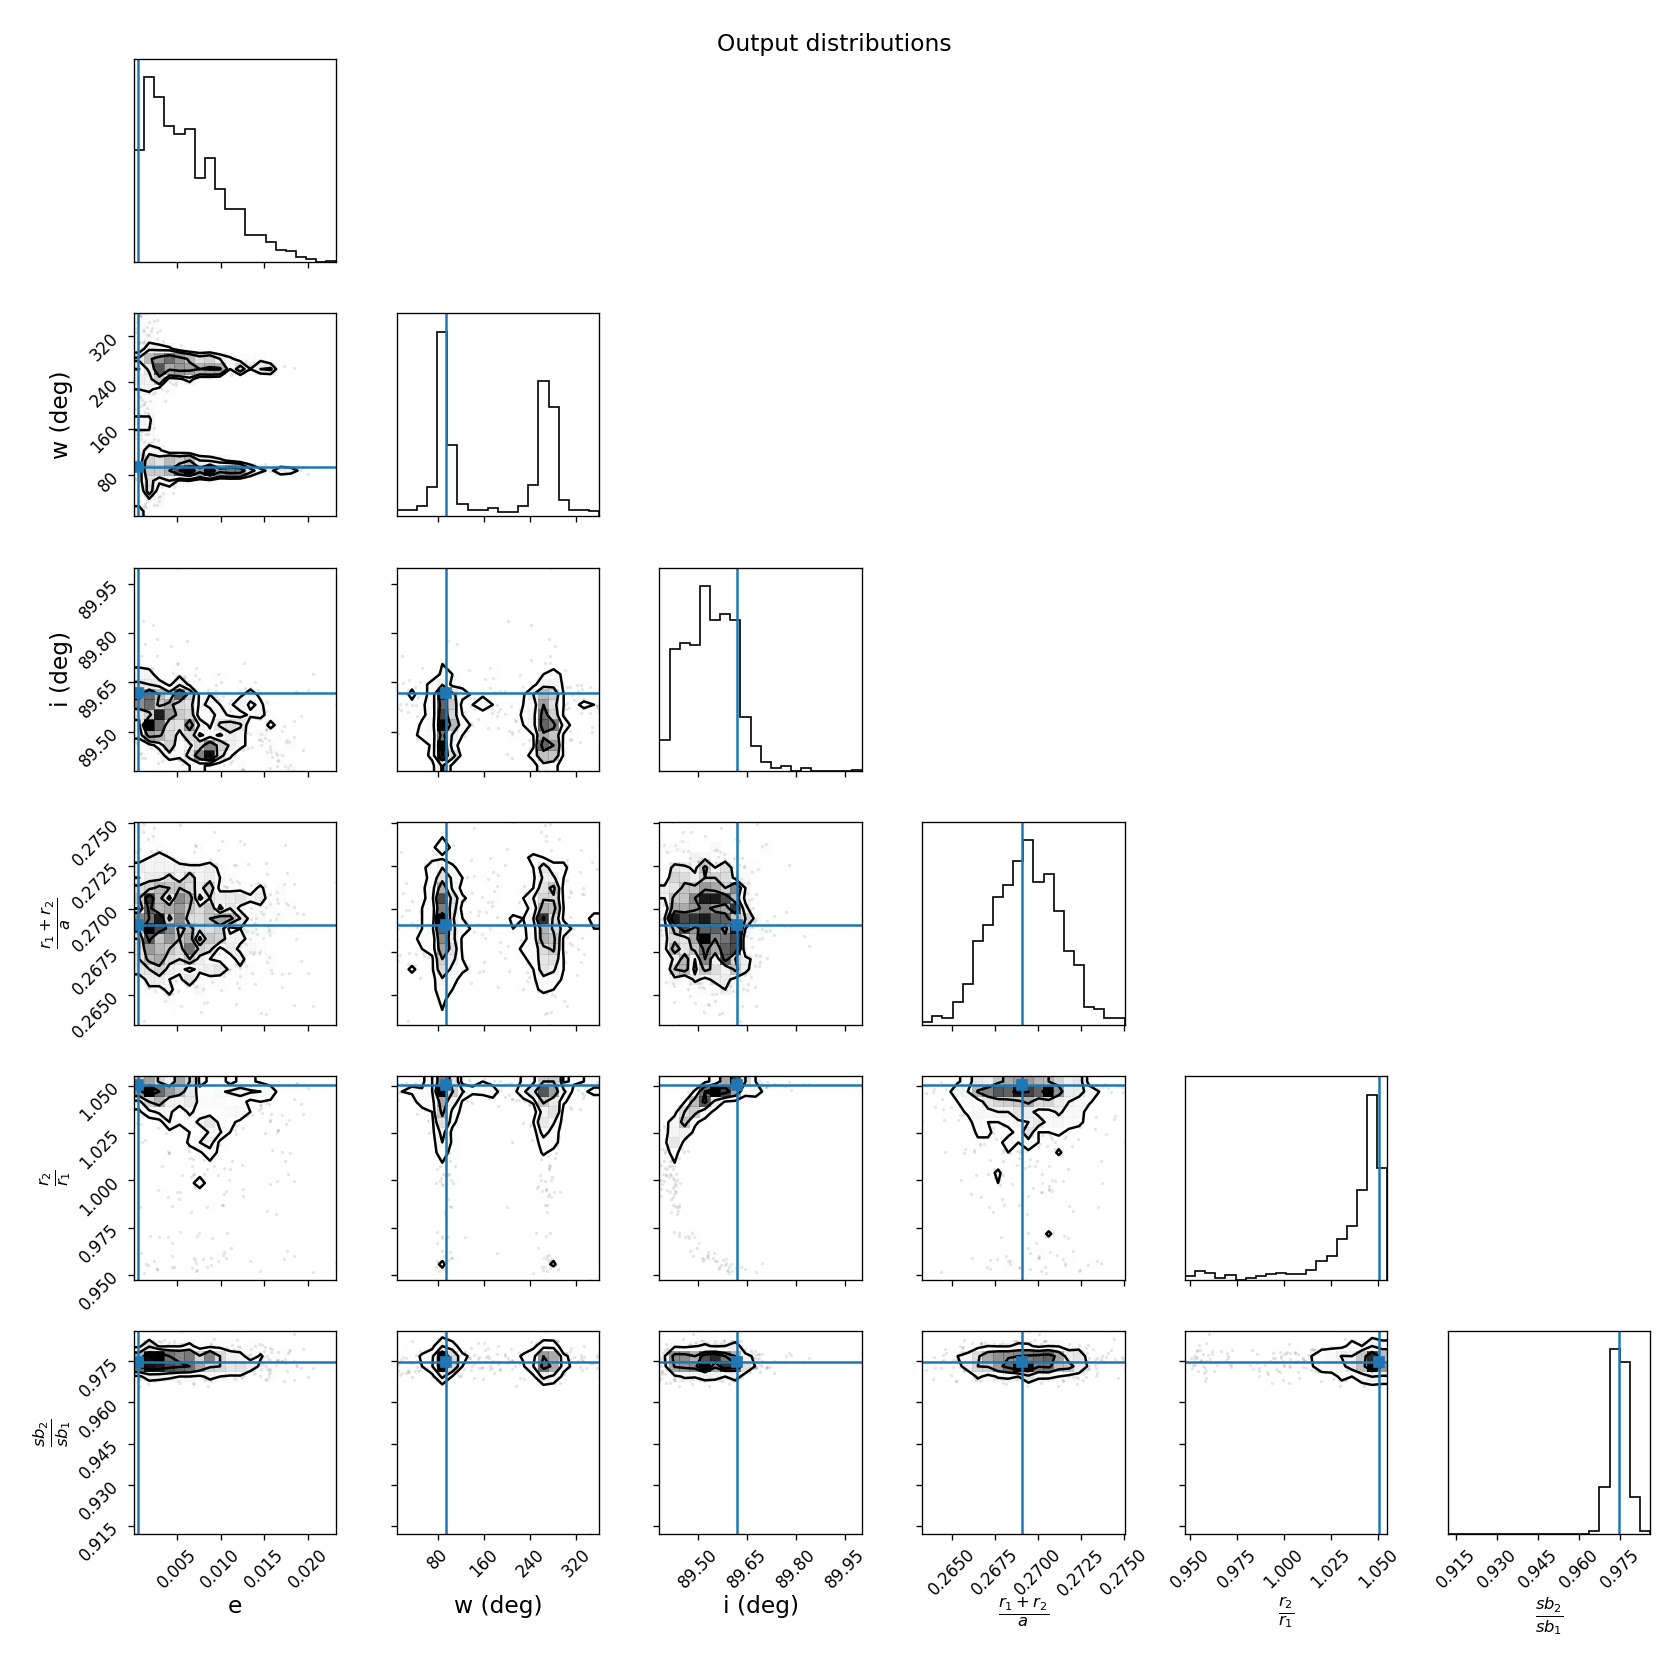 Output distributions
w (deg)
320
240
160
80
i (deg)
89.95
89.80
89.65
89.50
r₁ + r₂
a
0.2750
0.2725
0.2700
0.2675
0.2650
r₂
r₁
1.050
1.025
1.000
0.975
0.950
sb₂
sb₁
0.975
0.960
0.945
0.930
0.915
0.005 0.010 0.015 0.020 80 160 240 320 89.50 89.65 89.80 89.95 0.2650 0.2675 0.2700 0.2725 0.2750 0.950 0.975 1.000 1.025 1.050 0.915 0.930 0.945 0.960 0.975
e w (deg) i (deg)
r₁ + r₂ r₂ sb₂
a r₁ sb₁